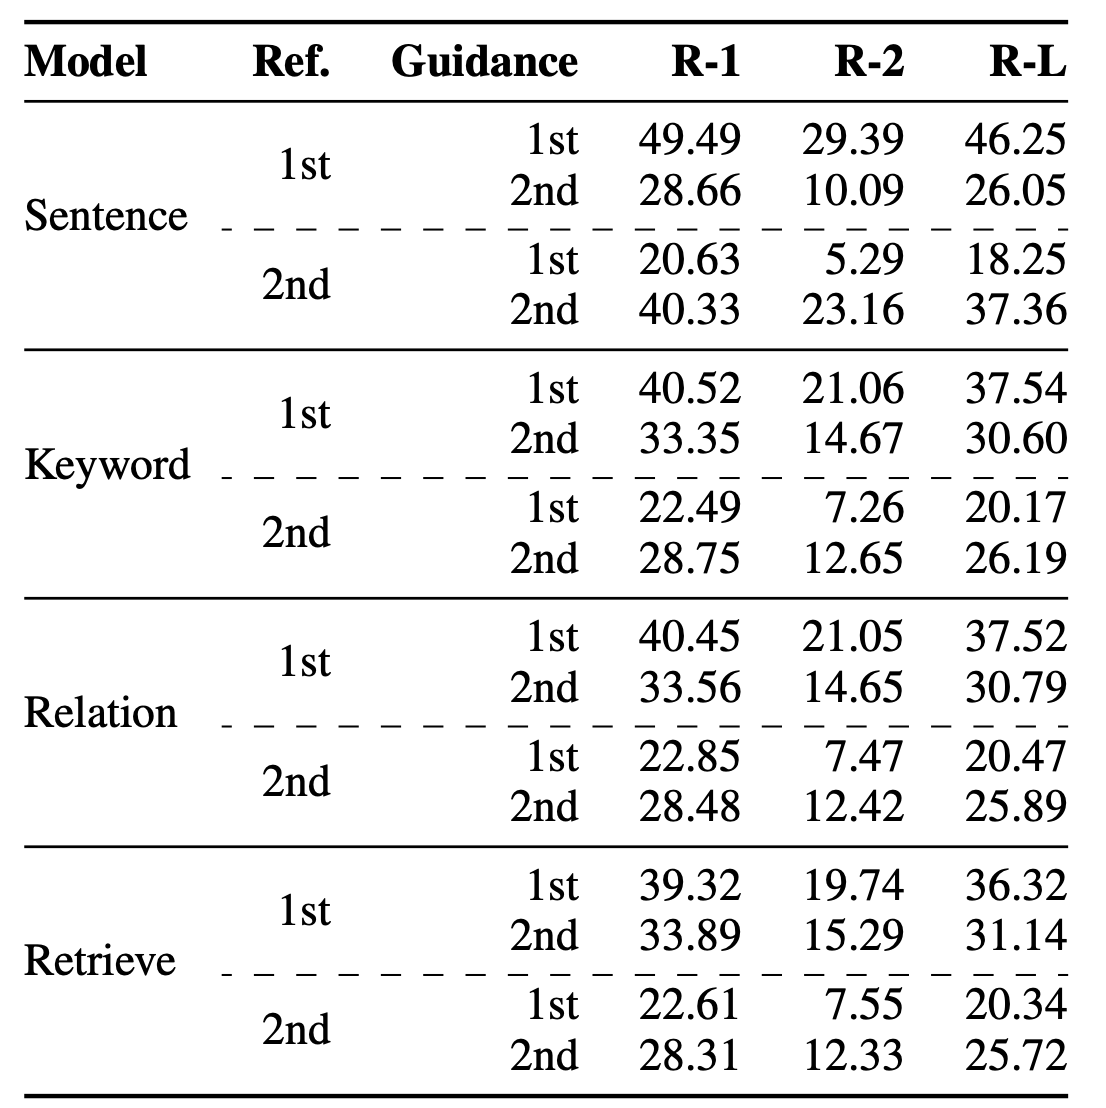 Model Ref. Guidance R-1 R-2 R-L
Sentence 1st 1st 49.49 29.39 46.25
2nd 28.66 10.09 26.05
2nd 1st 20.63 5.29 18.25
2nd 40.33 23.16 37.36
Keyword 1st 1st 40.52 21.06 37.54
2nd 33.35 14.67 30.60
2nd 1st 22.49 7.26 20.17
2nd 28.75 12.65 26.19
Relation 1st 1st 40.45 21.05 37.52
2nd 33.56 14.65 30.79
2nd 1st 22.85 7.47 20.47
2nd 28.48 12.42 25.89
Retrieve 1st 1st 39.32 19.74 36.32
2nd 33.89 15.29 31.14
2nd 1st 22.61 7.55 20.34
2nd 28.31 12.33 25.72